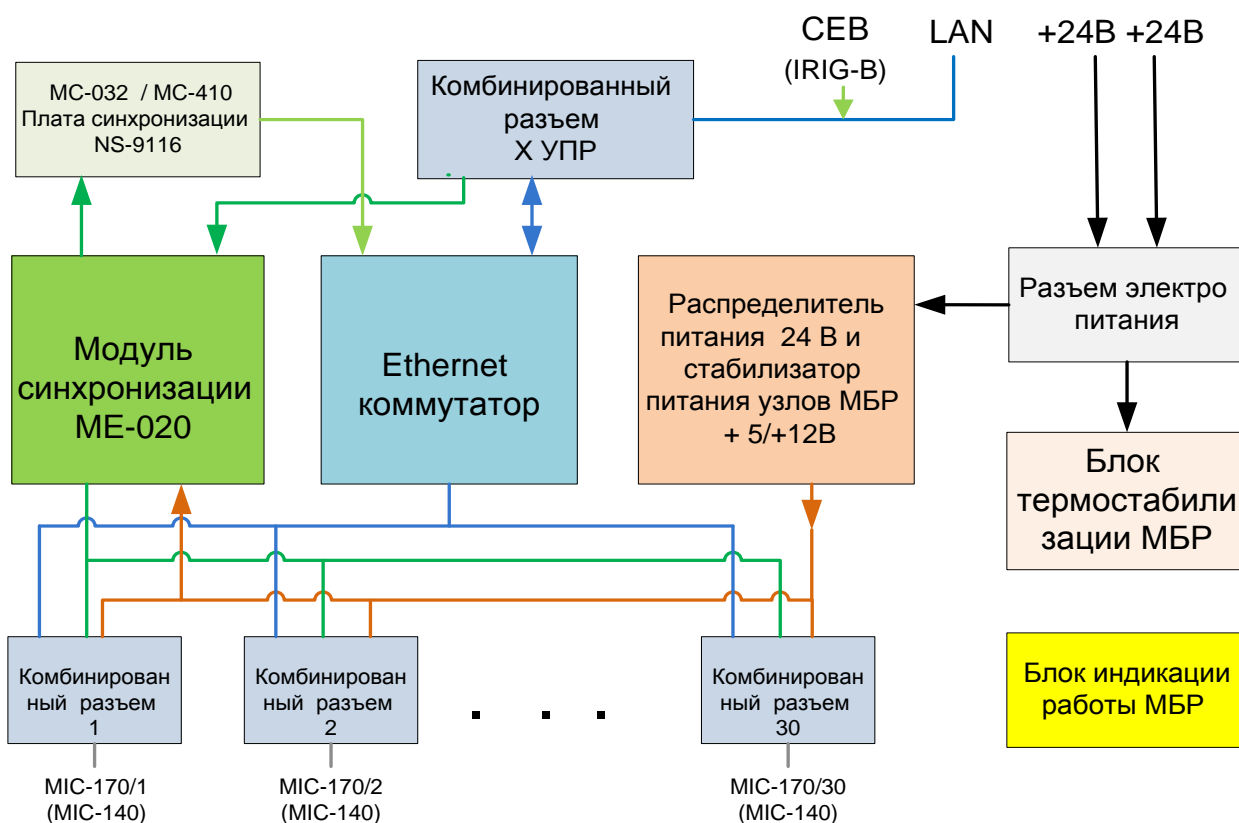 СЕВ
(IRIG-B)
LAN
+24В +24В
МС-032 / МС-410
Плата синхронизации
NS-9116
Комбинированный
разъем
Х УПР
Модуль
синхронизации
МЕ-020
Ethernet
коммутатор
Распределитель
питания 24 В и
стабилизатор
питания узлов МБР
+ 5/+12В
Разъем электро
питания
Блок
термостабили
зации МБР
Комбинирован
ный разъем
1
Комбинирован
ный разъем
2
. . .
Комбинирован
ный разъем
30
Блок индикации
работы МБР
MIC-170/1
(MIC-140)
MIC-170/2
(MIC-140)
MIC-170/30
(MIC-140)